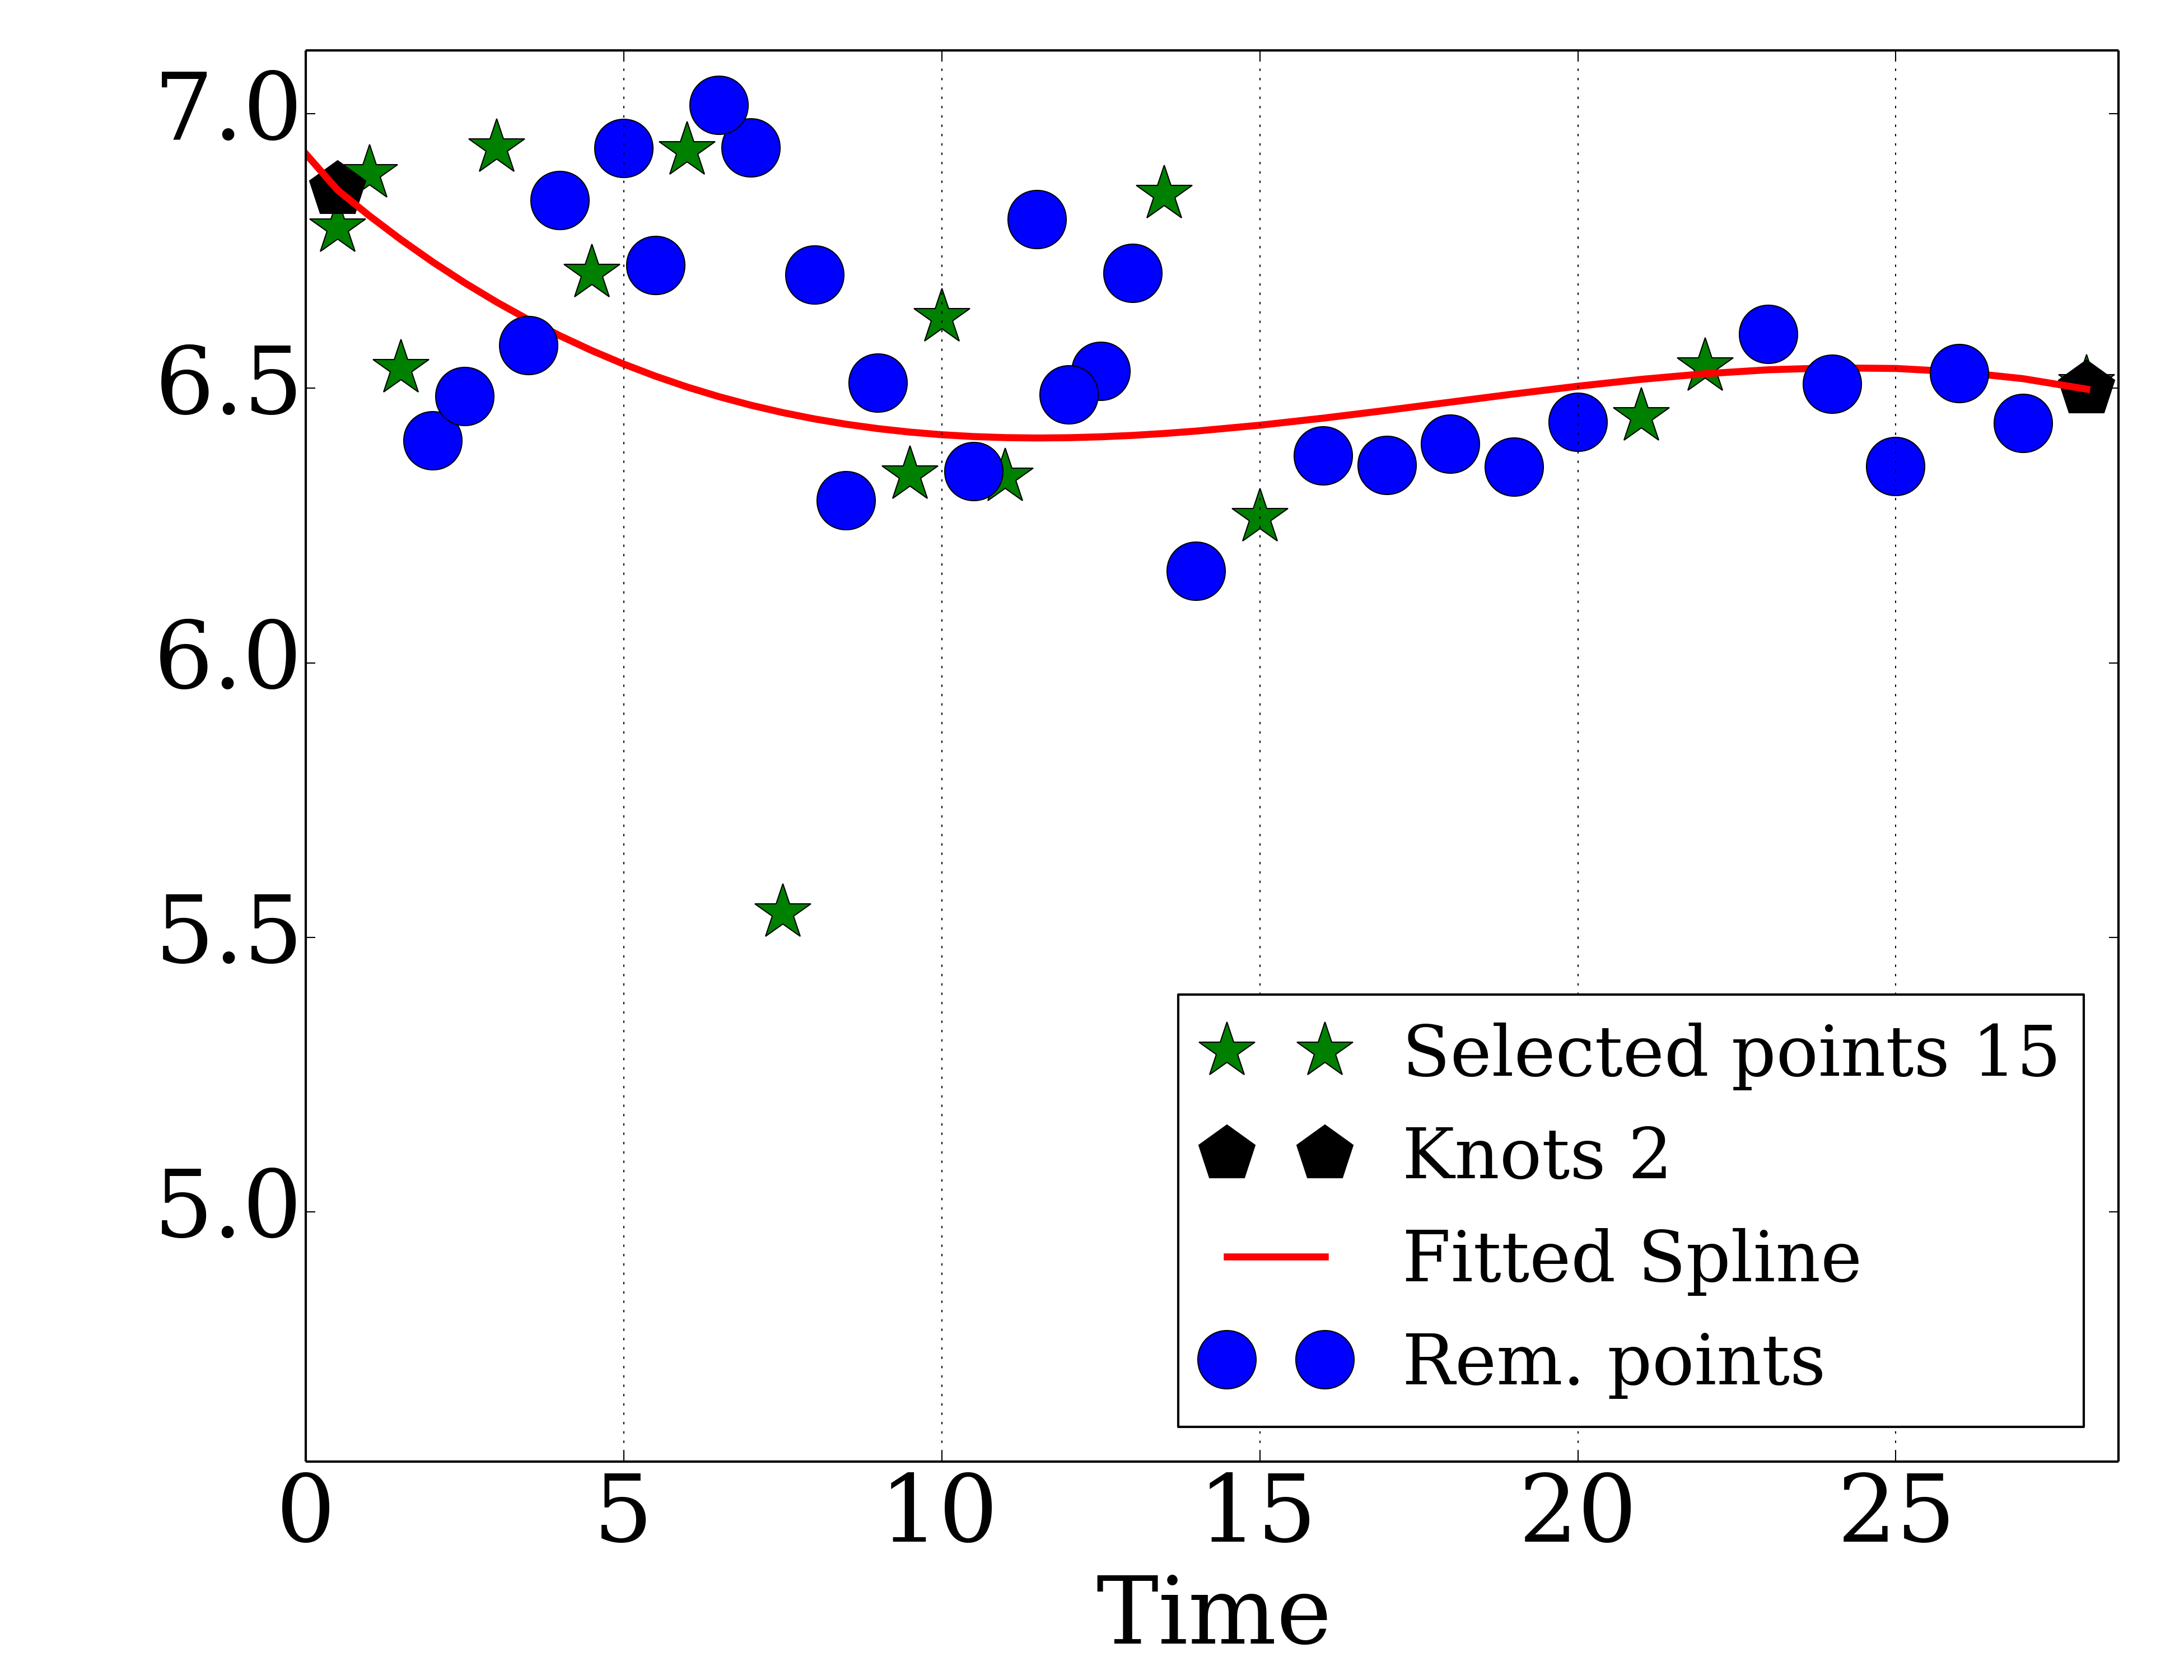 7.0
6.5
6.0
5.5
5.0
Selected points 15
Knots 2
Fitted Spline
Rem. points
0 5 10 15 20 25
Time